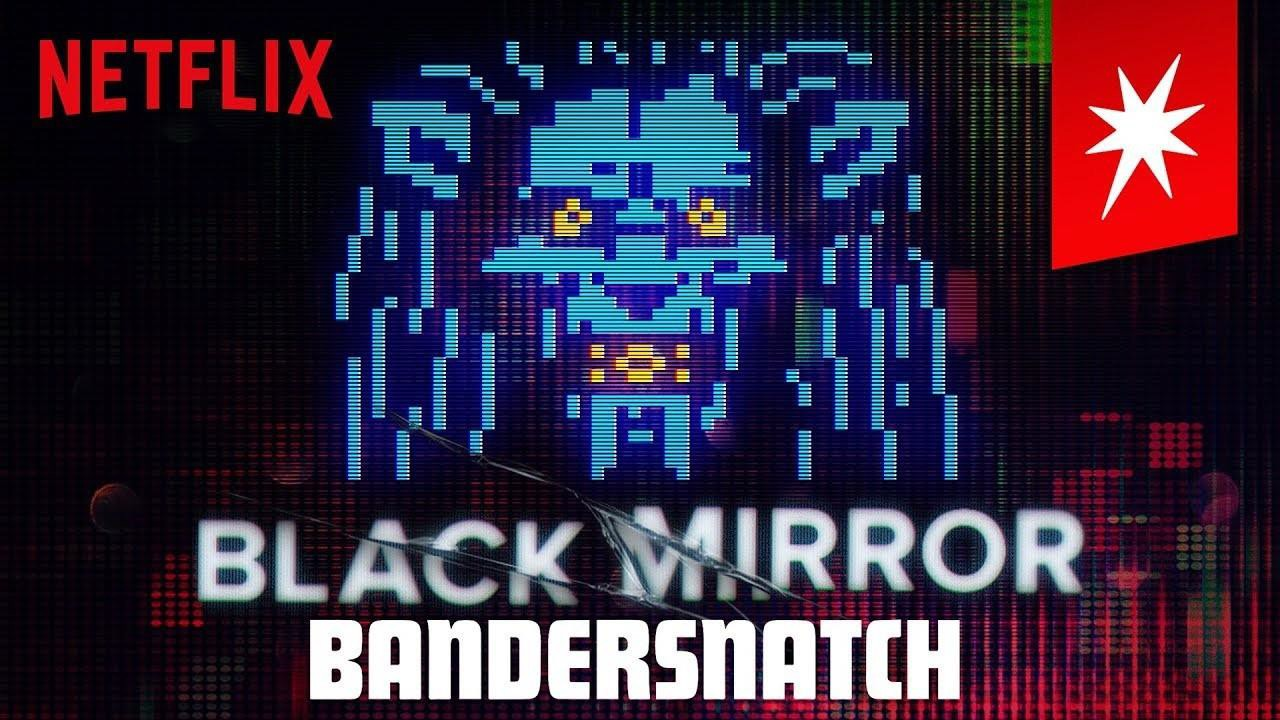 NETFLIX
BLACK MIRROR
BANDERSNATCH